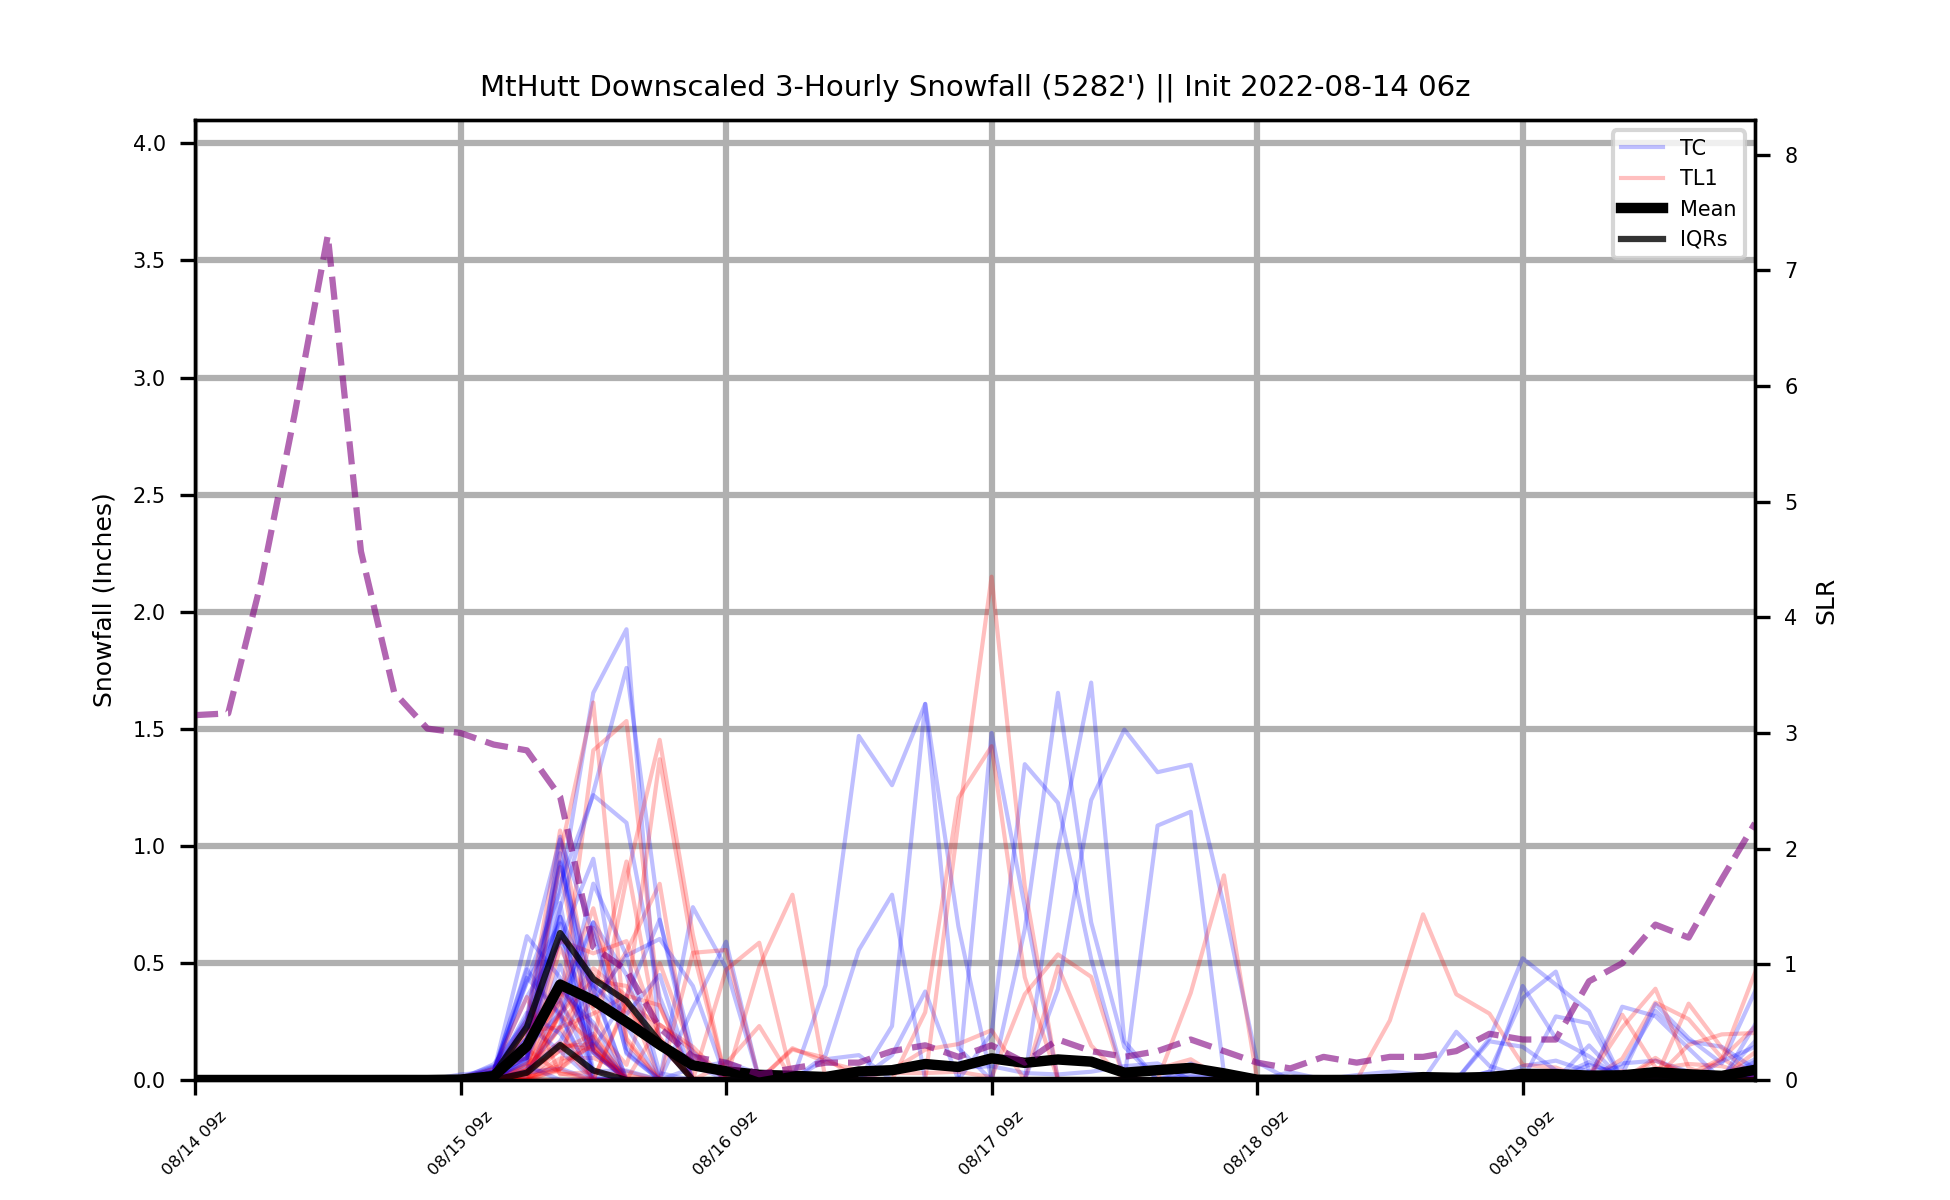 MtHutt Downscaled 3-Hourly Snowfall (5282') || Init 2022-08-14 06z
TC
TL1
Mean
IQRs
Snowfall (Inches)
4.0
3.5
3.0
2.5
2.0
1.5
1.0
0.5
0.0
8
7
6
5
4
3
2
1
0
SLR
08/14 09z
08/15 09z
08/16 09z
08/17 09z
08/18 09z
08/19 09z